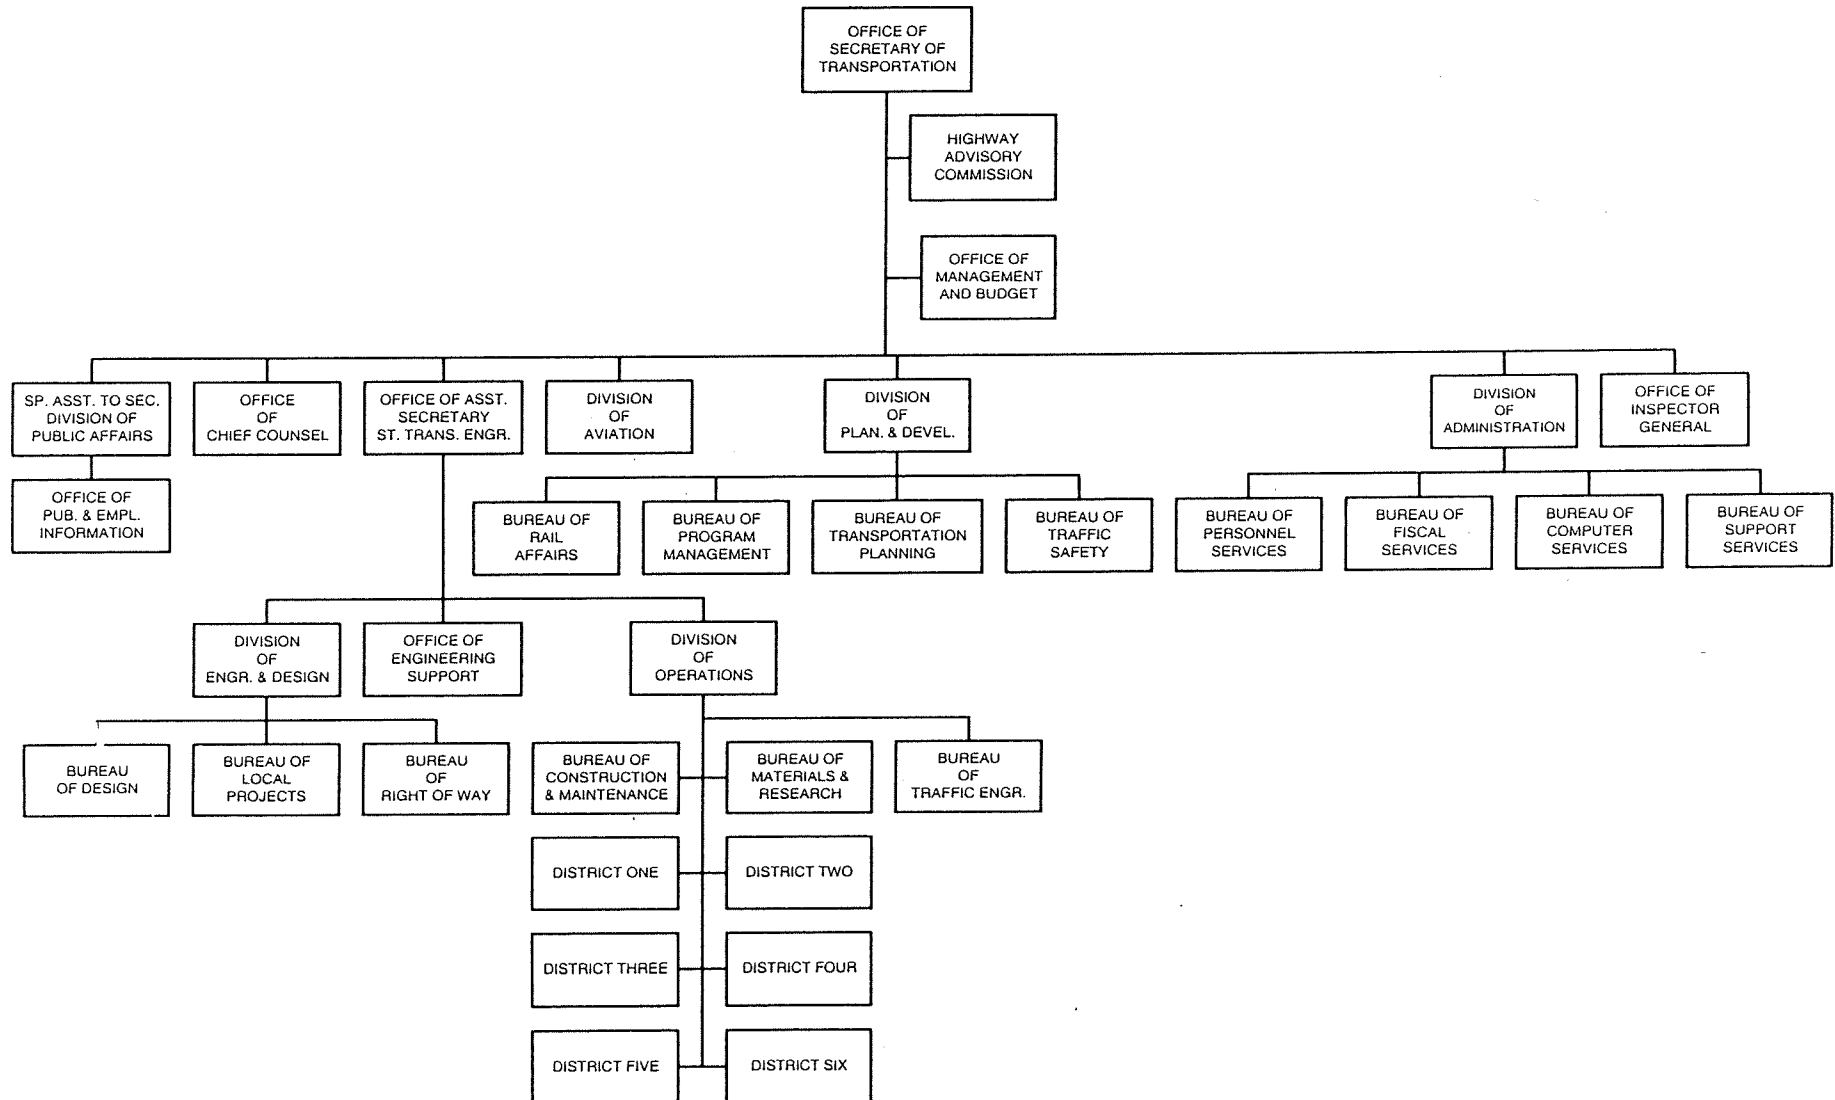 OFFICE OF
SECRETARY OF
TRANSPORTATION
HIGHWAY
ADVISORY
COMMISSION
OFFICE OF
MANAGEMENT
AND BUDGET
SP. ASST. TO SEC.
DIVISION OF
PUBLIC AFFAIRS
OFFICE
OF
CHIEF COUNSEL
OFFICE OF ASST.
SECRETARY
ST. TRANS. ENGR.
DIVISION
OF
AVIATION
DIVISION
OF
PLAN. & DEVEL.
DIVISION
OF
ADMINISTRATION
OFFICE OF
INSPECTOR
GENERAL
OFFICE OF
PUB. & EMPL.
INFORMATION
BUREAU OF
RAIL
AFFAIRS
BUREAU OF
PROGRAM
MANAGEMENT
BUREAU OF
TRANSPORTATION
PLANNING
BUREAU OF
TRAFFIC
SAFETY
BUREAU OF
PERSONNEL
SERVICES
BUREAU OF
FISCAL
SERVICES
BUREAU OF
COMPUTER
SERVICES
BUREAU OF
SUPPORT
SERVICES
DIVISION
OF
ENGR. & DESIGN
OFFICE OF
ENGINEERING
SUPPORT
DIVISION
OF
OPERATIONS
BUREAU
OF DESIGN
BUREAU OF
LOCAL
PROJECTS
BUREAU
OF
RIGHT OF WAY
BUREAU OF
CONSTRUCTION
& MAINTENANCE
BUREAU OF
MATERIALS &
RESEARCH
BUREAU
OF
TRAFFIC ENGR.
DISTRICT ONE
DISTRICT TWO
DISTRICT THREE
DISTRICT FOUR
DISTRICT FIVE
DISTRICT SIX